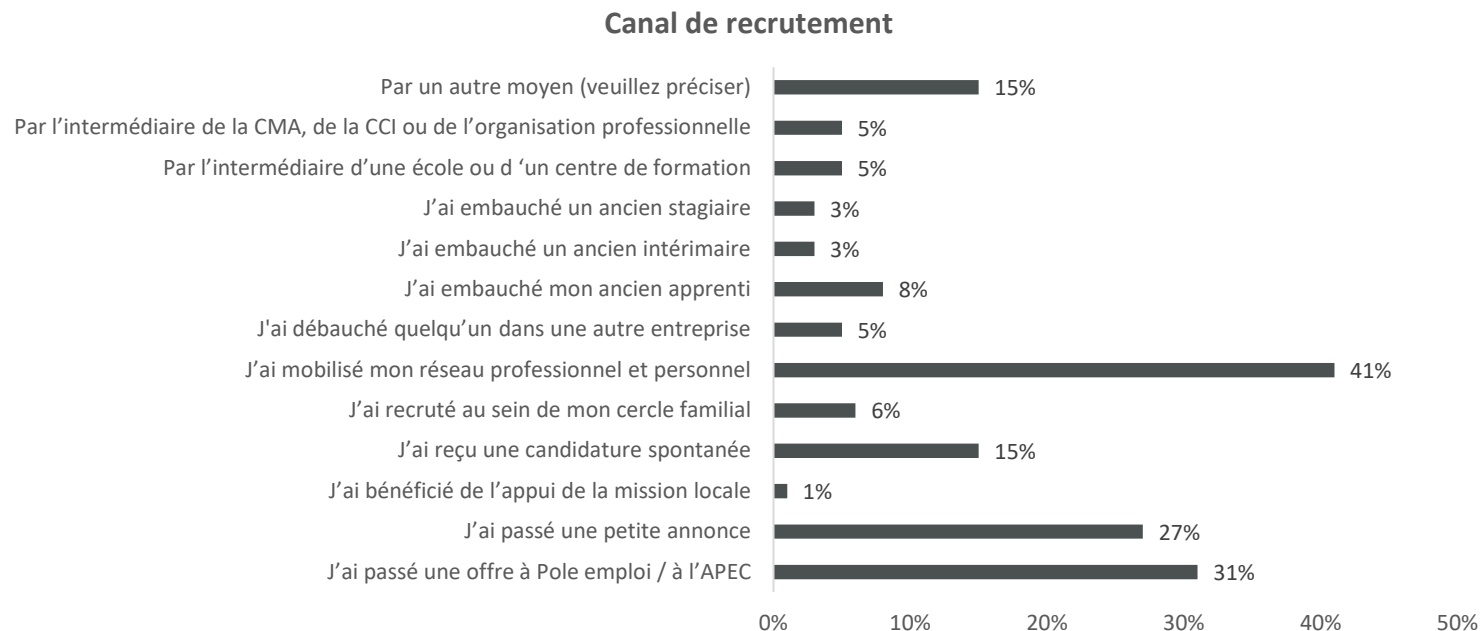 Canal de recrutement
Par un autre moyen (veuillez préciser) 15%
Par l’intermédiaire de la CMA, de la CCI ou de l’organisation professionnelle 5%
Par l’intermédiaire d’une école ou d ‘un centre de formation 5%
J’ai embauché un ancien stagiaire 3%
J’ai embauché un ancien intérimaire 3%
J’ai embauché mon ancien apprenti 8%
J'ai débauché quelqu’un dans une autre entreprise 5%
J’ai mobilisé mon réseau professionnel et personnel 41%
J’ai recruté au sein de mon cercle familial 6%
J’ai reçu une candidature spontanée 15%
J’ai bénéficié de l’appui de la mission locale 1%
J’ai passé une petite annonce 27%
J’ai passé une offre à Pole emploi / à l’APEC 31%
0% 10% 20% 30% 40% 50%